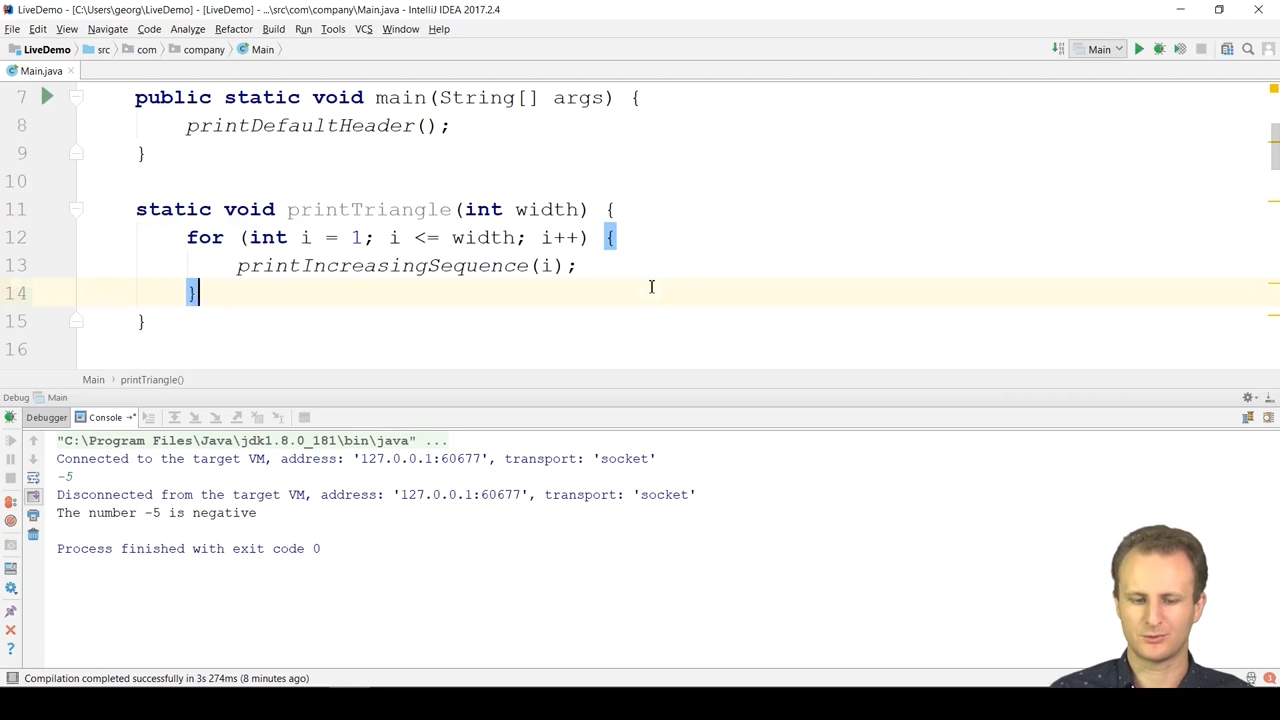 LiveDemo - [C:\Users\georg\LiveDemo] - [LiveDemo] - ...\src\com\company\Main.java - IntelliJ IDEA 2017.2.4
File Edit View Navigate Code Analyze Refactor Build Run Tools VCS Window Help
LiveDemo src com company Main Main
Main.java
7 public static void main(String[] args) {
8 printDefaultHeader();
9 }
10
11 static void printTriangle(int width) {
12 for (int i = 1; i <= width; i++) {
13 printIncreasingSequence(i);
14 }
15 }
16
Main › printTriangle()
Debug Main
Debugger Console
"C:\Program Files\Java\jdk1.8.0_181\bin\java" ...
Connected to the target VM, address: '127.0.0.1:60677', transport: 'socket'
-5
Disconnected from the target VM, address: '127.0.0.1:60677', transport: 'socket'
The number -5 is negative
Process finished with exit code 0
Compilation completed successfully in 3s 274ms (8 minutes ago)
3